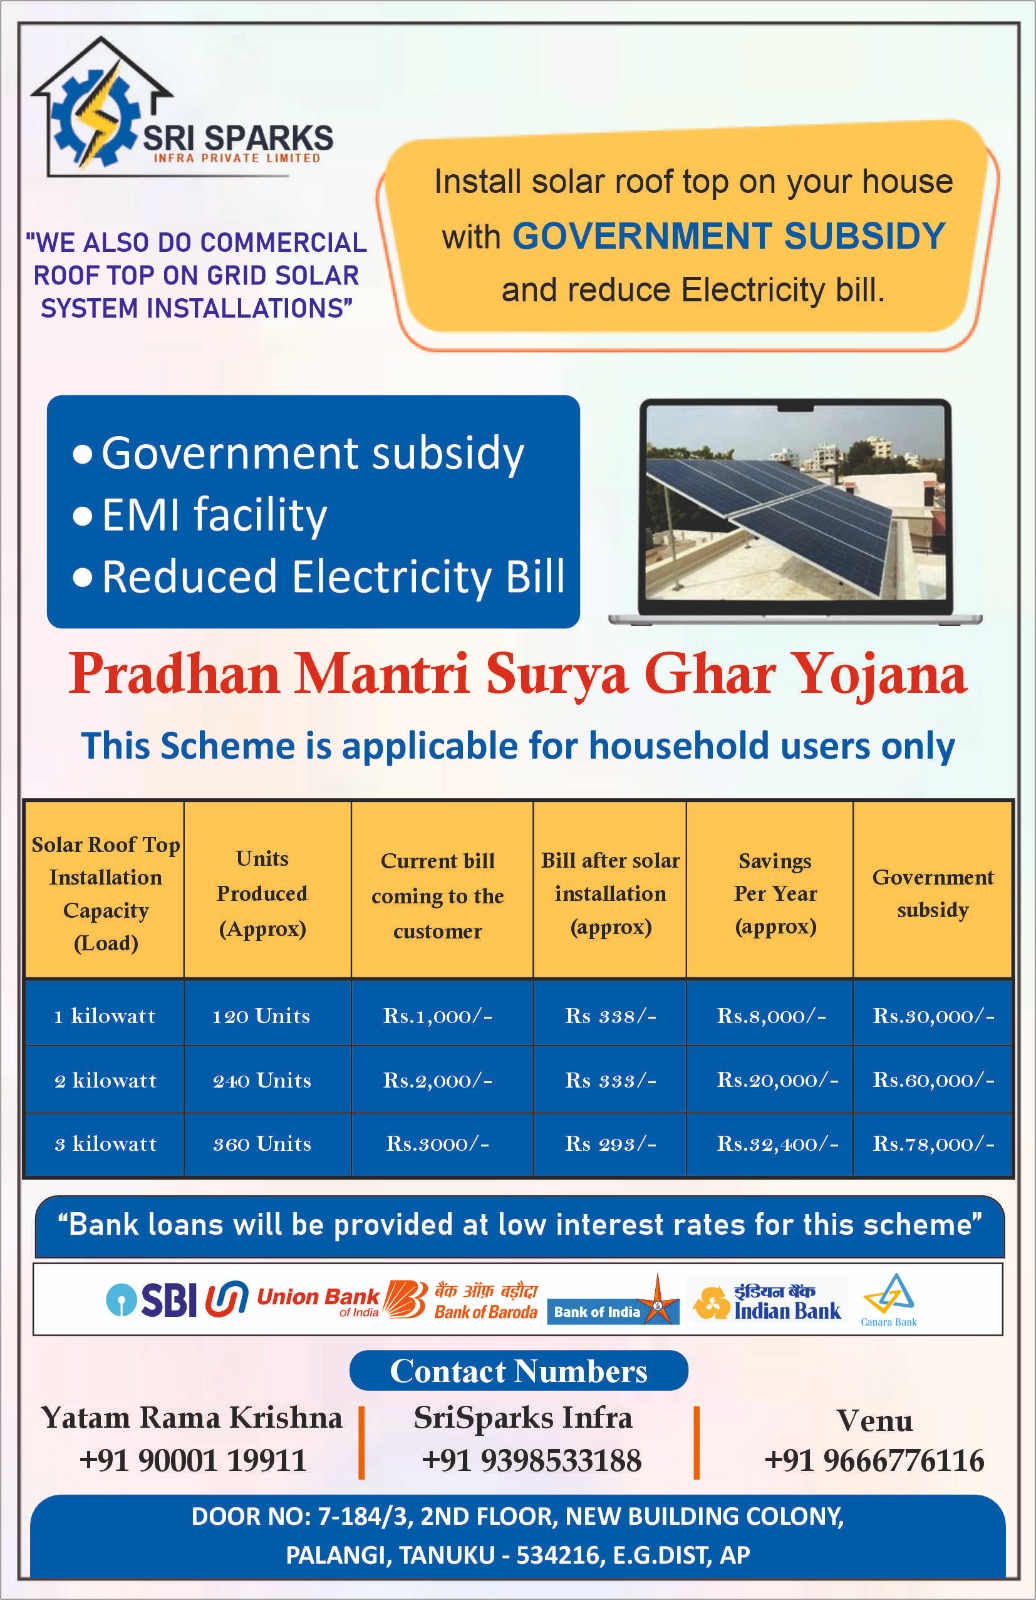 SRI SPARKS
INFRA PRIVATE LIMITED
"WE ALSO DO COMMERCIAL
ROOF TOP ON GRID SOLAR
SYSTEM INSTALLATIONS”
Install solar roof top on your house
with GOVERNMENT SUBSIDY
and reduce Electricity bill.
• Government subsidy
• EMI facility
• Reduced Electricity Bill
Pradhan Mantri Surya Ghar Yojana
This Scheme is applicable for household users only
Solar Roof Top
Installation
Capacity
(Load)
Units
Produced
(Approx)
Current bill
coming to the
customer
Bill after solar
installation
(approx)
Savings
Per Year
(approx)
Government
subsidy
1 kilowatt 120 Units Rs.1,000/- Rs 338/- Rs.8,000/- Rs.30,000/-
2 kilowatt 240 Units Rs.2,000/- Rs 333/- Rs.20,000/- Rs.60,000/-
3 kilowatt 360 Units Rs.3000/- Rs 293/- Rs.32,400/- Rs.78,000/-
“Bank loans will be provided at low interest rates for this scheme”
SBI
Union Bank
of India
बैंक ऑफ़ बड़ौदा
Bank of Baroda
Bank of India
इंडियन बैंक
Indian Bank
Canara Bank
Contact Numbers
Yatam Rama Krishna
+91 90001 19911
SriSparks Infra
+91 9398533188
Venu
+91 9666776116
DOOR NO: 7-184/3, 2ND FLOOR, NEW BUILDING COLONY,
PALANGI, TANUKU - 534216, E.G.DIST, AP